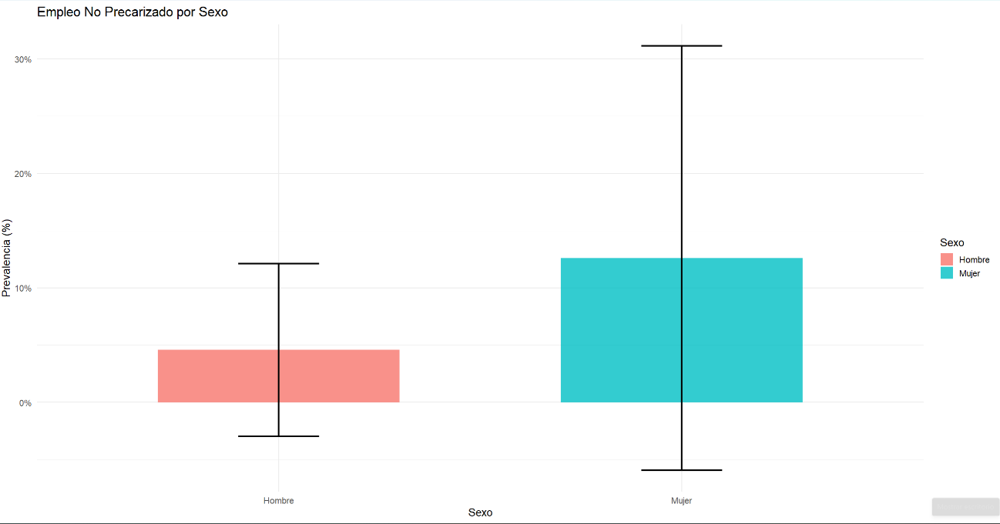 Empleo No Precarizado por Sexo
Prevalencia (%)
30%
20%
10%
0%
Hombre
Mujer
Sexo
Sexo
Hombre
Mujer